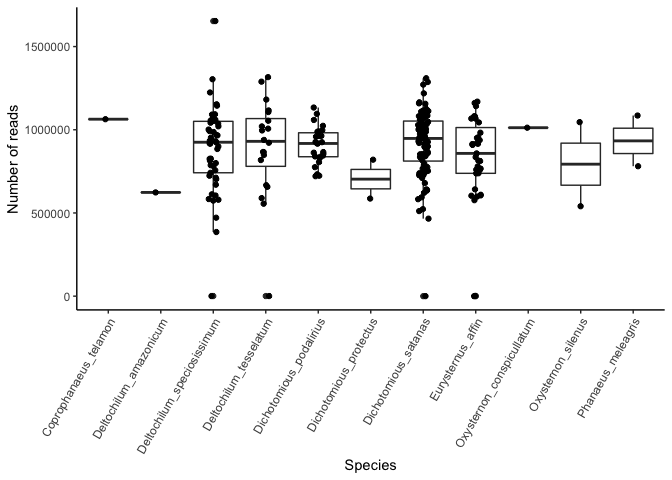 Number of reads
1500000
1000000
500000
0
Coprophanaeus_telamon
Deltochilum_amazonicum
Deltochilum_speciosissimum
Deltochilum_tesselatum
Dichotomious_podalirius
Dichotomious_protectus
Dichotomious_satanas
Eurysternus_affin
Oxysternon_conspicullatum
Oxysternon_silenus
Phanaeus_meleagris
Species